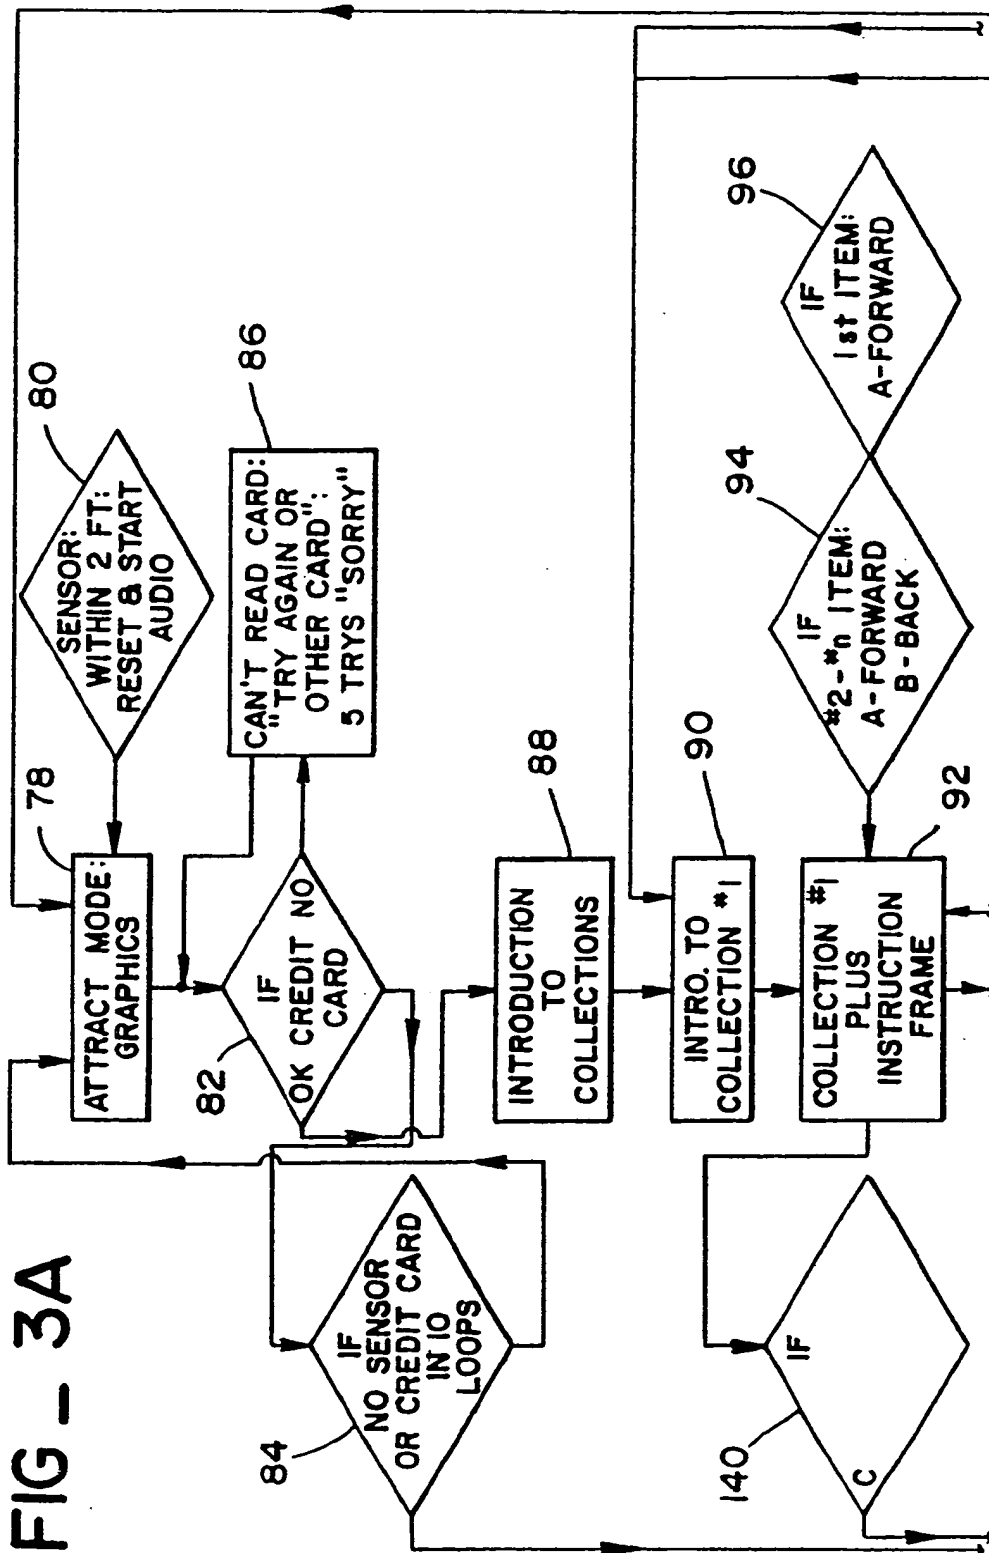 FIG_3A
78
ATTRACT MODE:
GRAPHICS
80
SENSOR:
WITHIN 2 FT:
RESET & START
AUDIO
82
IF
OK CREDIT NO
CARD
86
CAN'T READ CARD:
"TRY AGAIN OR
OTHER CARD":
5 TRYS "SORRY"
84
IF
NO SENSOR
OR CREDIT CARD
IN 10
LOOPS
88
INTRODUCTION
TO
COLLECTIONS
90
INTRO. TO
COLLECTION #1
92
COLLECTION #1
PLUS
INSTRUCTION
FRAME
94
IF
#2-#n ITEM:
A-FORWARD
B-BACK
96
IF
1st ITEM:
A-FORWARD
140
IF
C